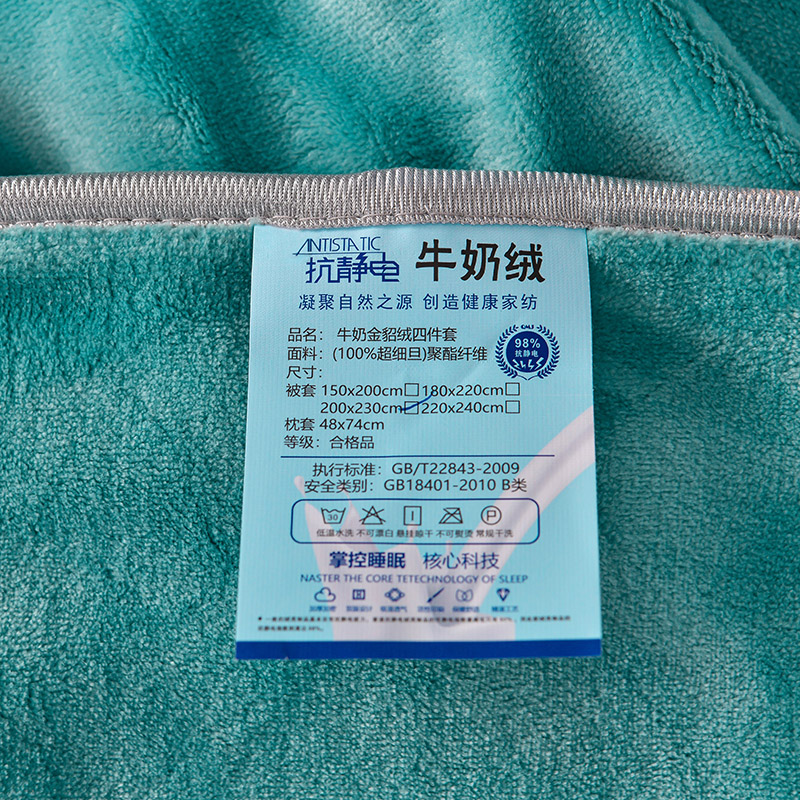 ANTISTATIC
抗静电 牛奶绒
凝聚自然之源 创造健康家纺
品名: 牛奶金貂绒四件套
面料: (100%超细旦)聚酯纤维
98%
抗静电
尺寸:
被套 150x200cm□180x220cm□
200x230cm□220x240cm□
枕套 48x74cm
等级: 合格品
执行标准: GB/T22843-2009
安全类别: GB18401-2010 B类
30 P
低温水洗 不可漂白 悬挂晾干 不可熨烫 常规干洗
掌控睡眠 核心科技
NASTER THE CORE TETECHNOLOGY OF SLEEP